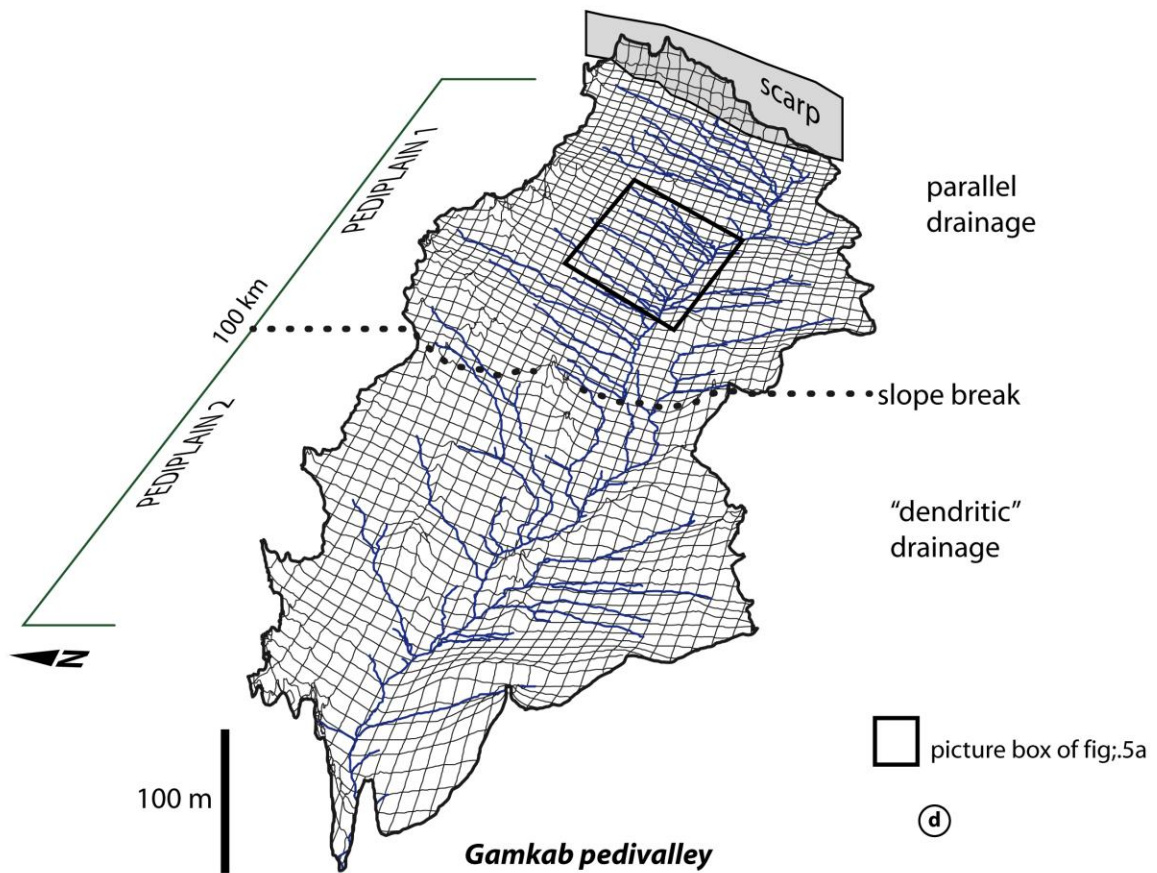 scarp
PEDIPLAIN 1
parallel
drainage
100 km
slope break
PEDIPLAIN 2
“dendritic”
drainage
N
picture box of fig;.5a
100 m
d
Gamkab pedivalley